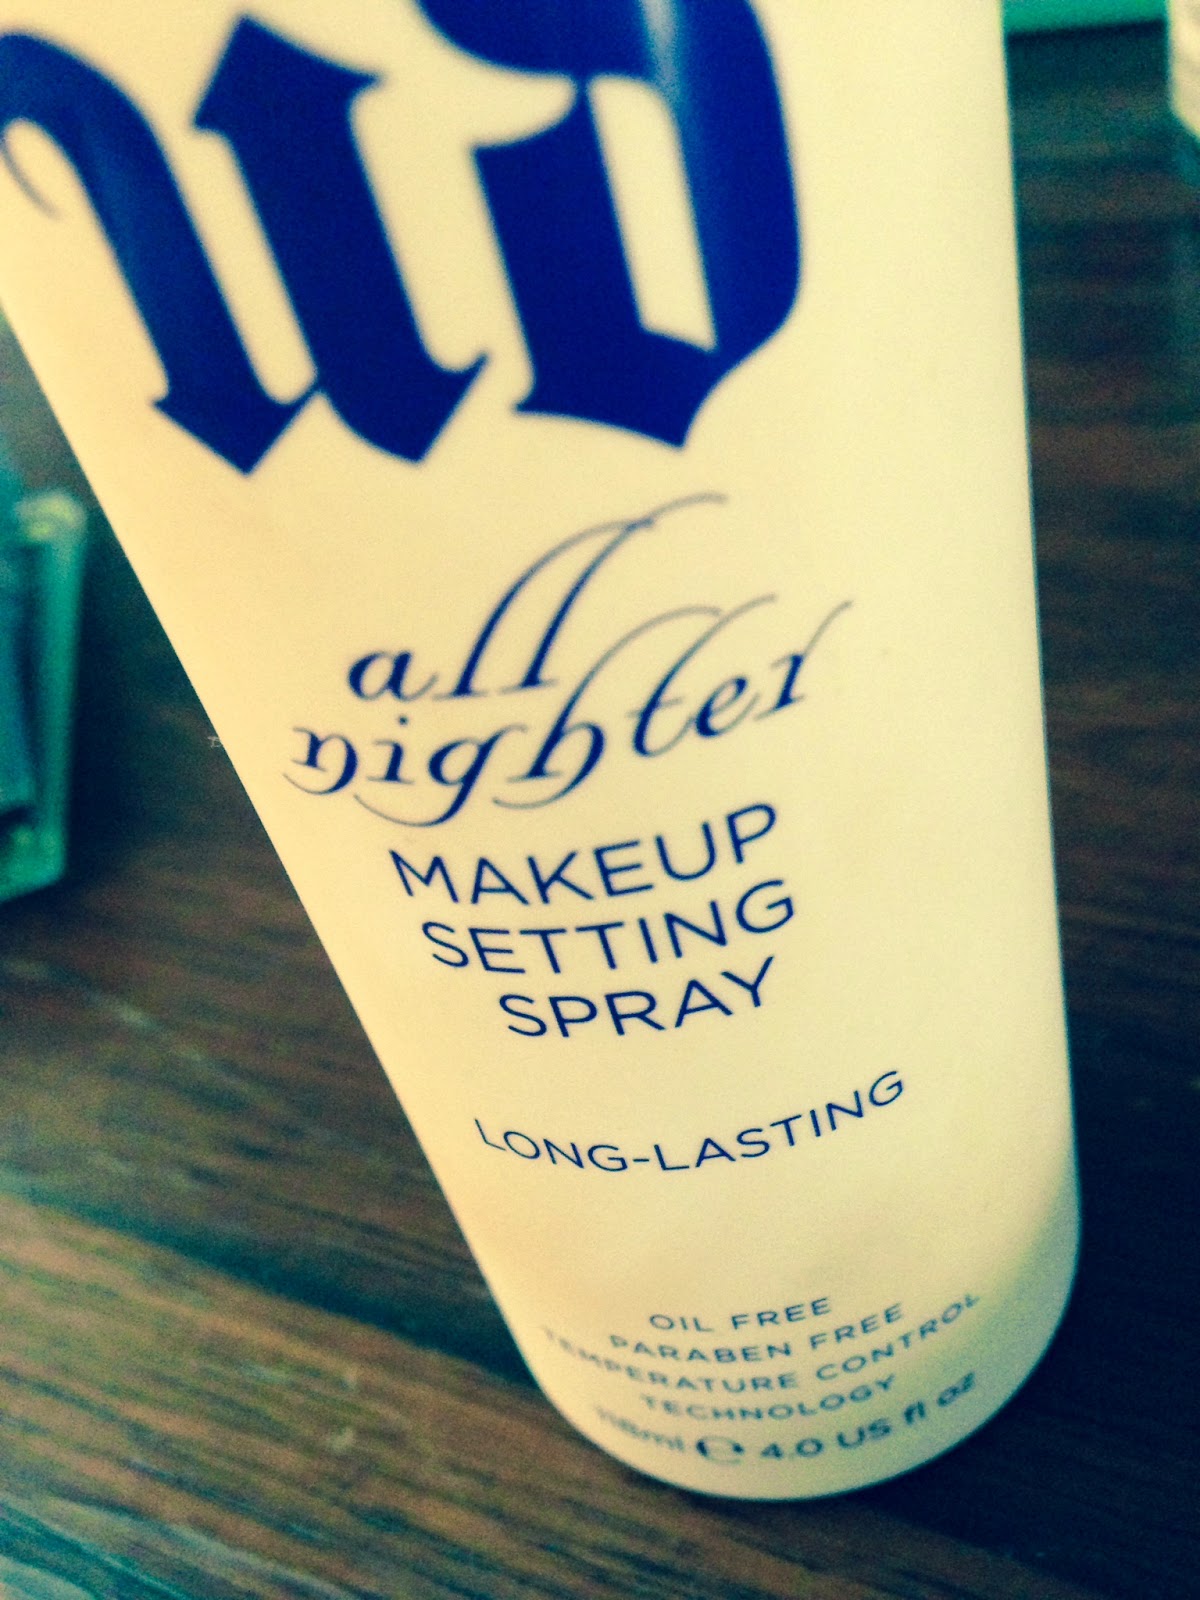 UD
all
nighter
MAKEUP
SETTING
SPRAY
LONG-LASTING
OIL FREE
PARABEN FREE
TEMPERATURE CONTROL
TECHNOLOGY
118ml ℮ 4.0 US fl oz